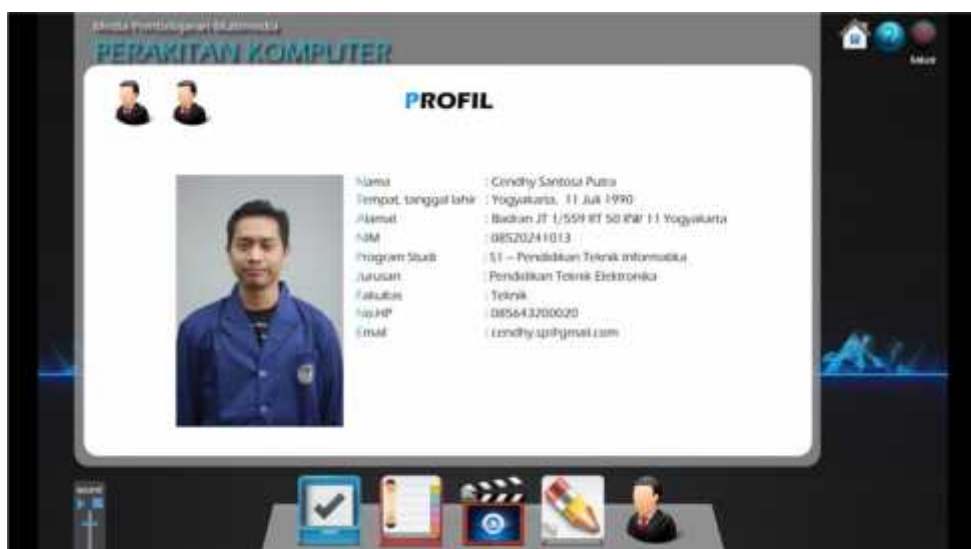 Media Pembelajaran Multimedia
PERAKITAN KOMPUTER
PROFIL
Nama : Cendhy Santosa Putra
Tempat, tanggal lahir : Yogyakarta, 11 Juli 1990
Alamat : Badran JT 1/559 RT 50 RW 11 Yogyakarta
NIM : 08520241013
Program Studi : S1 – Pendidikan Teknik Informatika
Jurusan : Pendidikan Teknik Elektronika
Fakultas : Teknik
No.HP : 085643200020
Email : cendhy.sp@gmail.com